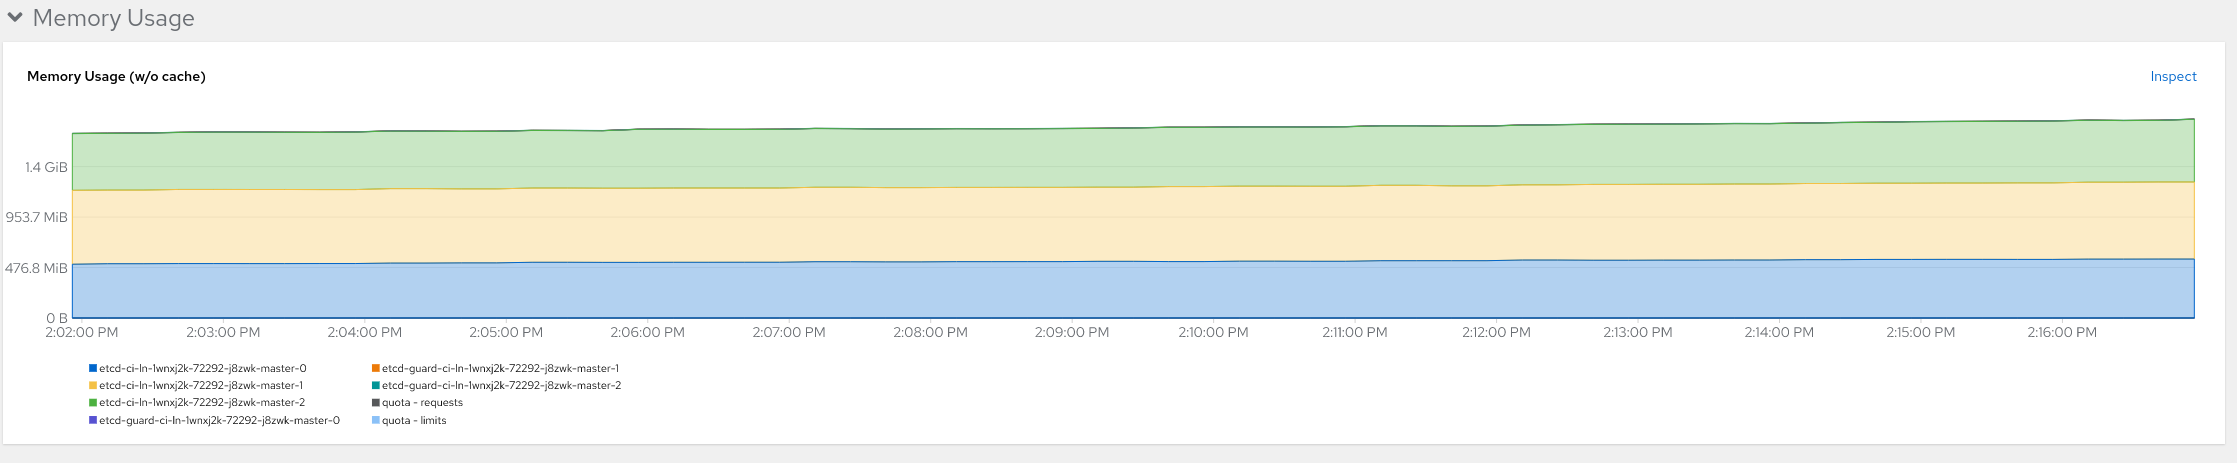 Memory Usage
Memory Usage (w/o cache)
Inspect
1.4 GiB
953.7 MiB
476.8 MiB
0 B
2:02:00 PM 2:03:00 PM 2:04:00 PM 2:05:00 PM 2:06:00 PM 2:07:00 PM 2:08:00 PM 2:09:00 PM 2:10:00 PM 2:11:00 PM 2:12:00 PM 2:13:00 PM 2:14:00 PM 2:15:00 PM 2:16:00 PM
etcd-ci-ln-1wnxj2k-72292-j8zwk-master-0
etcd-ci-ln-1wnxj2k-72292-j8zwk-master-1
etcd-ci-ln-1wnxj2k-72292-j8zwk-master-2
etcd-guard-ci-ln-1wnxj2k-72292-j8zwk-master-0
etcd-guard-ci-ln-1wnxj2k-72292-j8zwk-master-1
etcd-guard-ci-ln-1wnxj2k-72292-j8zwk-master-2
quota - requests
quota - limits